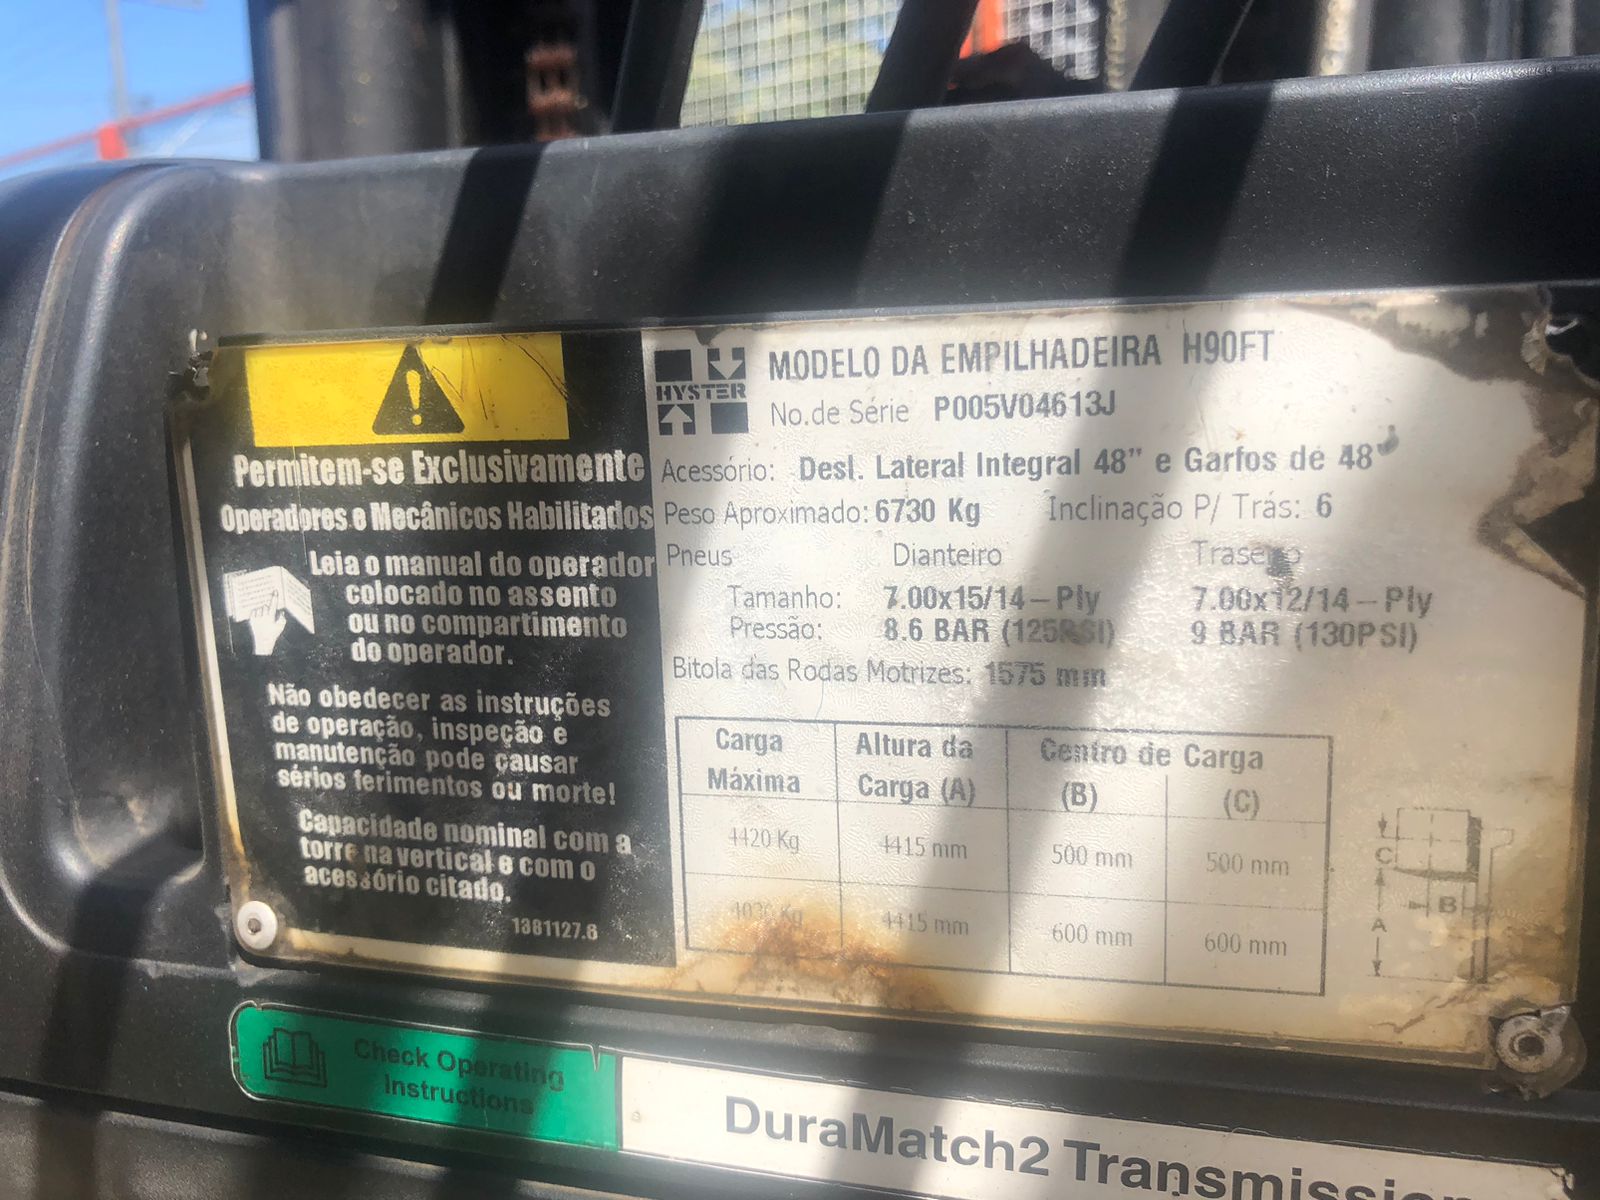 Permitem-se Exclusivamente
Operadores e Mecânicos Habilitados
Leia o manual do operador
colocado no assento
ou no compartimento
do operador.
Não obedecer as instruções
de operação, inspeção e
manutenção pode causar
sérios ferimentos ou morte!
Capacidade nominal com a
torre na vertical e com o
acessório citado.
1381127.6
HYSTER
MODELO DA EMPILHADEIRA H90FT
No.de Série P005V04613J
Acessório: Desl. Lateral Integral 48" e Garfos de 48"
Peso Aproximado: 6730 Kg Inclinação P/ Trás: 6
Pneus Dianteiro Traseiro
Tamanho: 7.00x15/14-Ply 7.00x12/14-Ply
Pressão: 8.6 BAR (125PSI) 9 BAR (130PSI)
Bitola das Rodas Motrizes: 1575 mm
Carga Máxima Altura da Carga (A) Centro de Carga
(B) (C)
4420 Kg 4415 mm 500 mm 500 mm
Kg 4415 mm 600 mm 600 mm
C
B
A
Check Operating
Instructions
DuraMatch2 Transmission